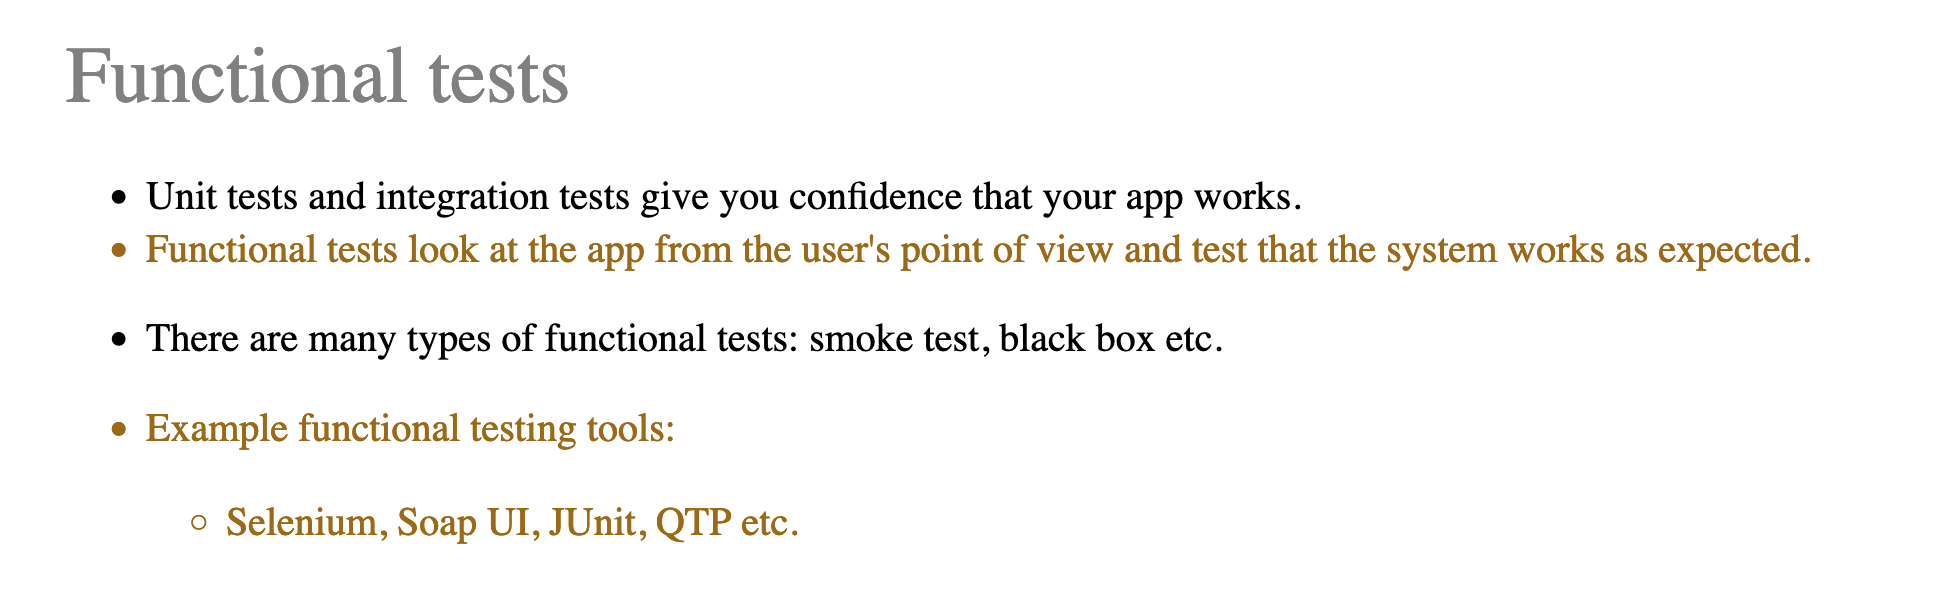 Functional tests
Unit tests and integration tests give you confidence that your app works.
Functional tests look at the app from the user's point of view and test that the system works as expected.
There are many types of functional tests: smoke test, black box etc.
Example functional testing tools:
Selenium, Soap UI, JUnit, QTP etc.